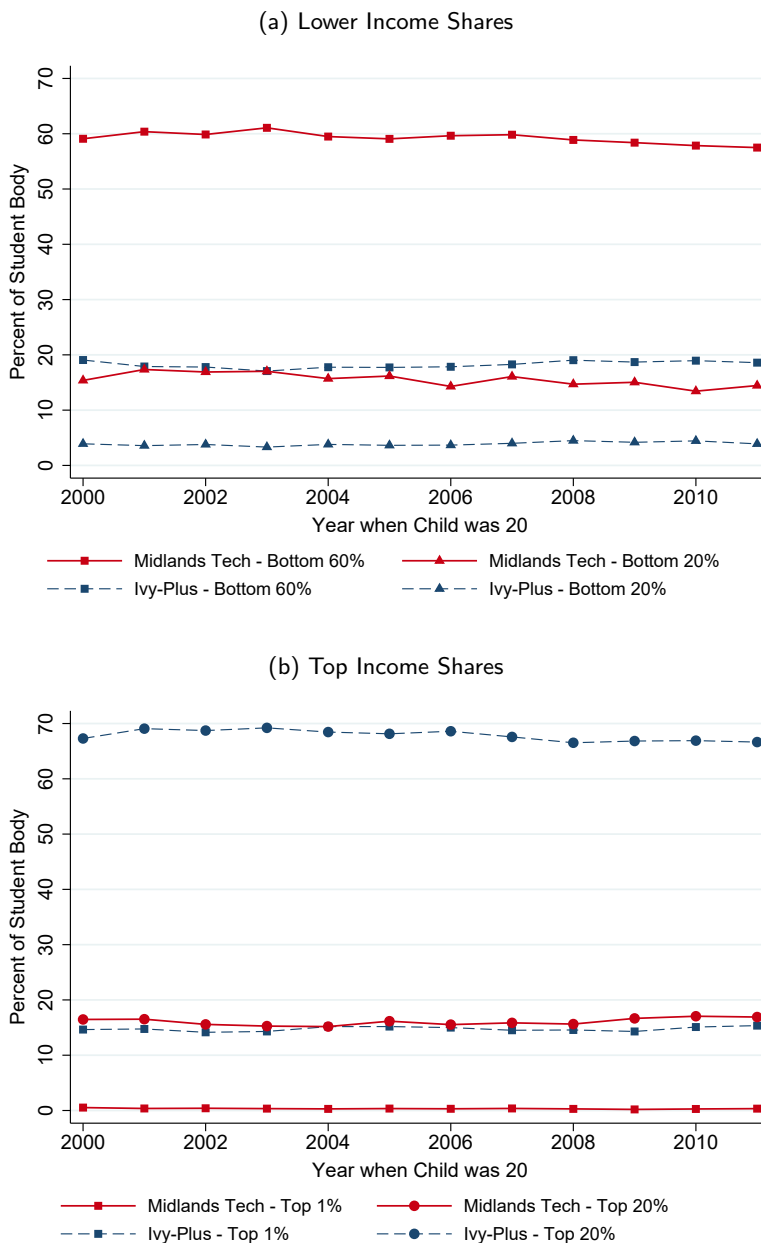 (a) Lower Income Shares
Percent of Student Body
70
60
50
40
30
20
10
0
2000 2002 2004 2006 2008 2010
Year when Child was 20
Midlands Tech - Bottom 60% Midlands Tech - Bottom 20%
Ivy-Plus - Bottom 60% Ivy-Plus - Bottom 20%
(b) Top Income Shares
Percent of Student Body
70
60
50
40
30
20
10
0
2000 2002 2004 2006 2008 2010
Year when Child was 20
Midlands Tech - Top 1% Midlands Tech - Top 20%
Ivy-Plus - Top 1% Ivy-Plus - Top 20%